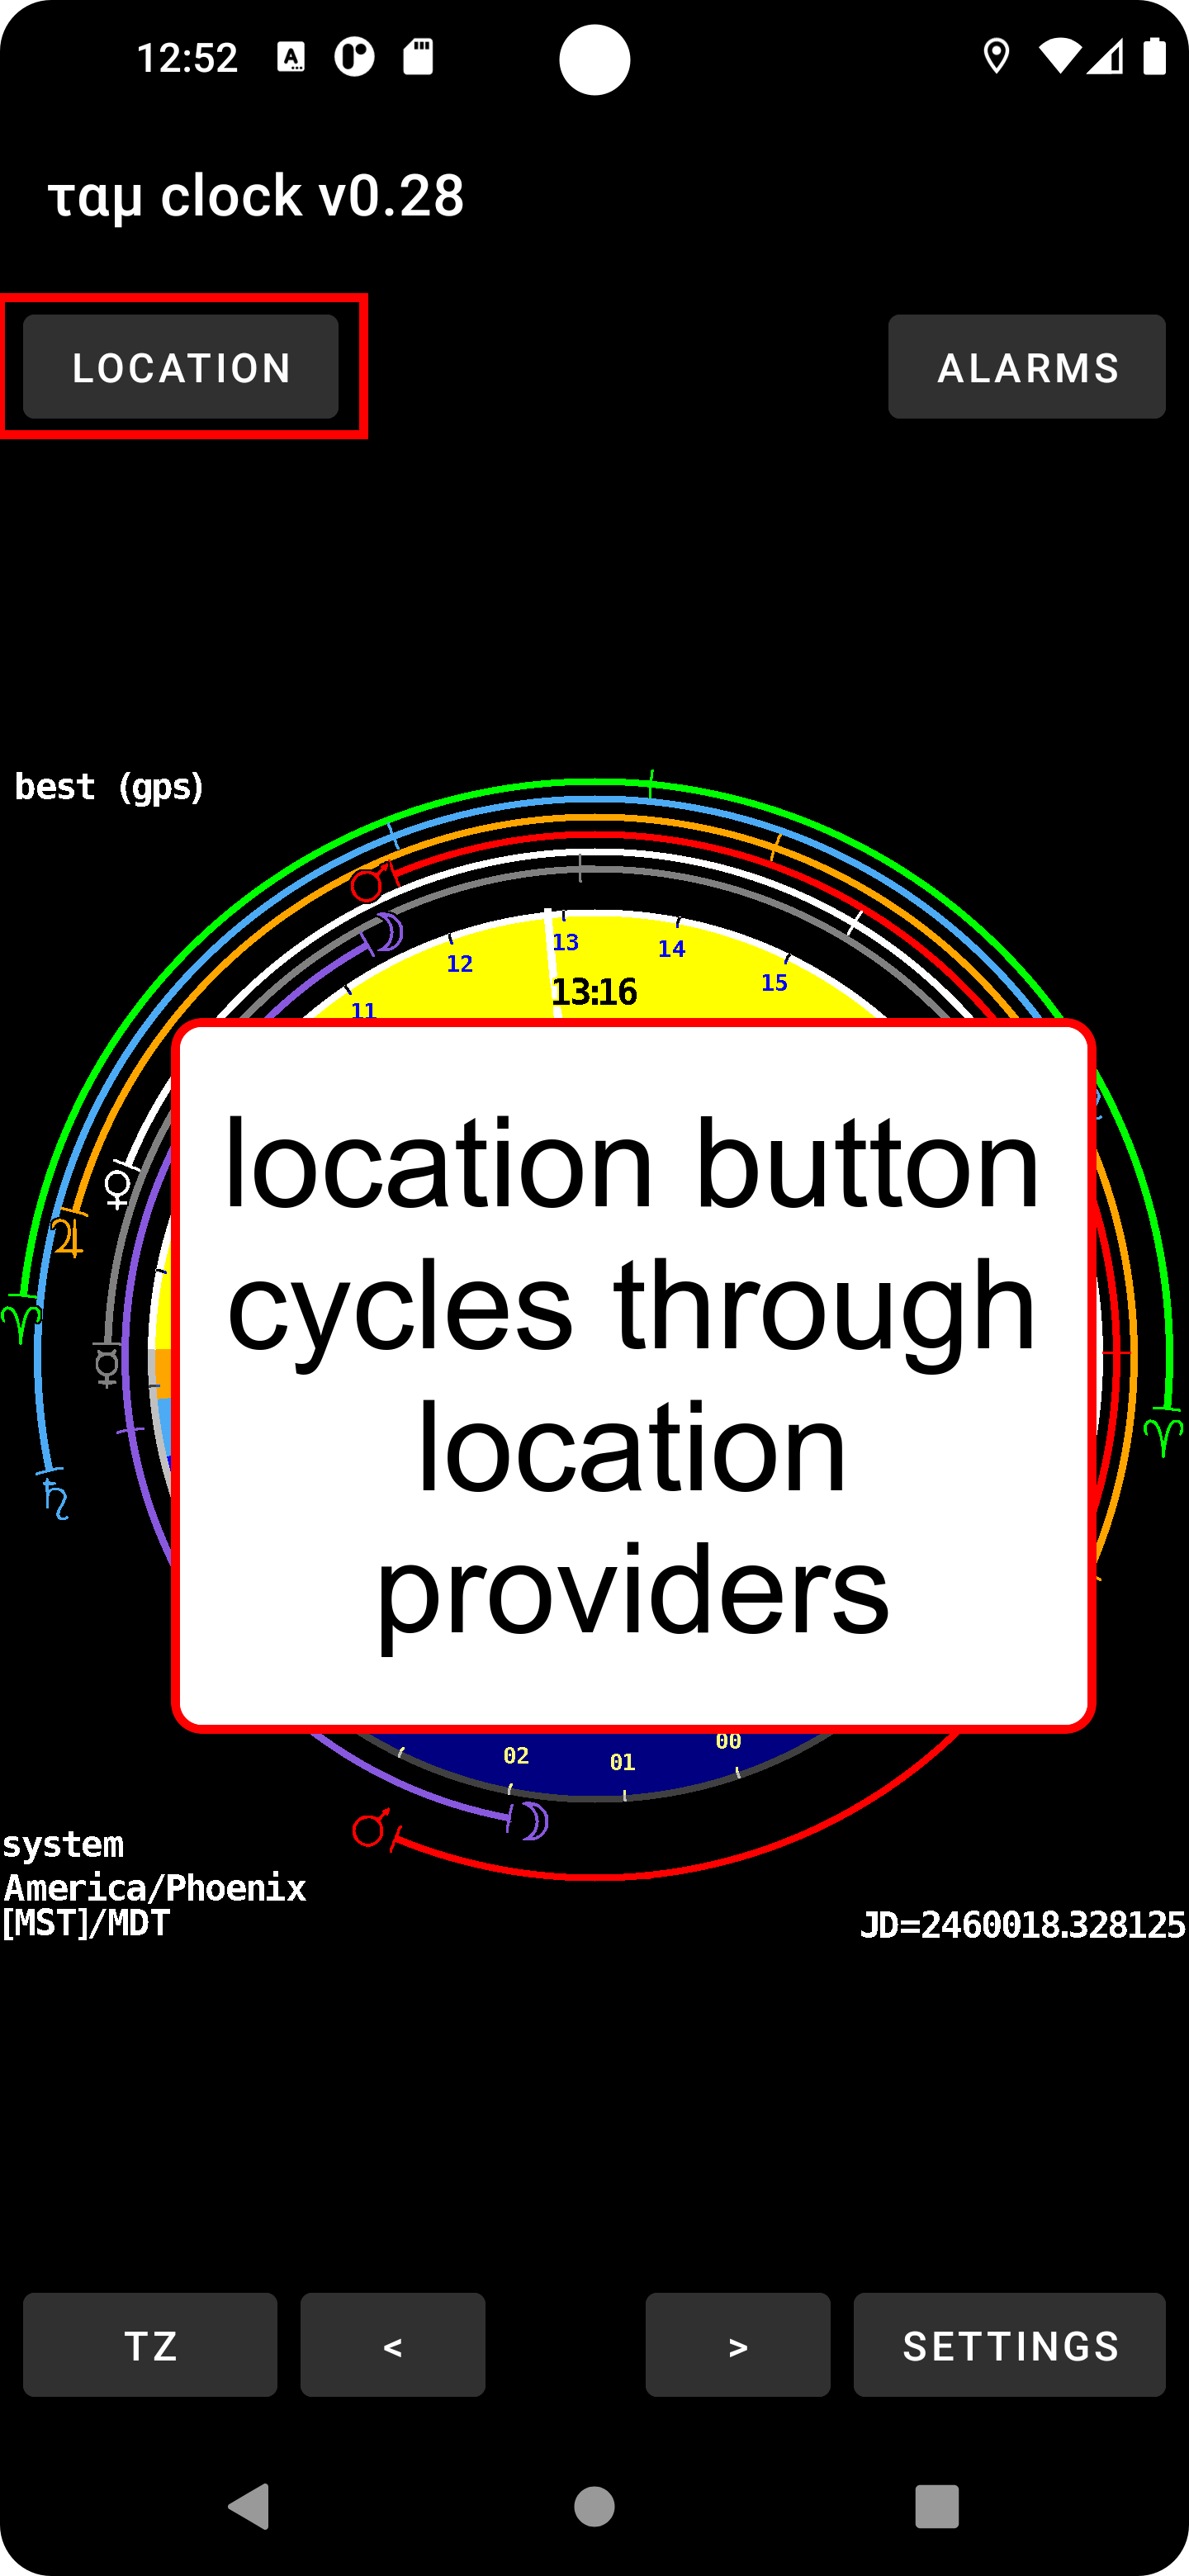 12:52
ταμ clock v0.28
LOCATION
ALARMS
best (gps)
11
12
13
14
15
13:16
location button
cycles through
location
providers
02
01
00
system
America/Phoenix
[MST]/MDT
JD=2460018.328125
TZ
<
>
SETTINGS